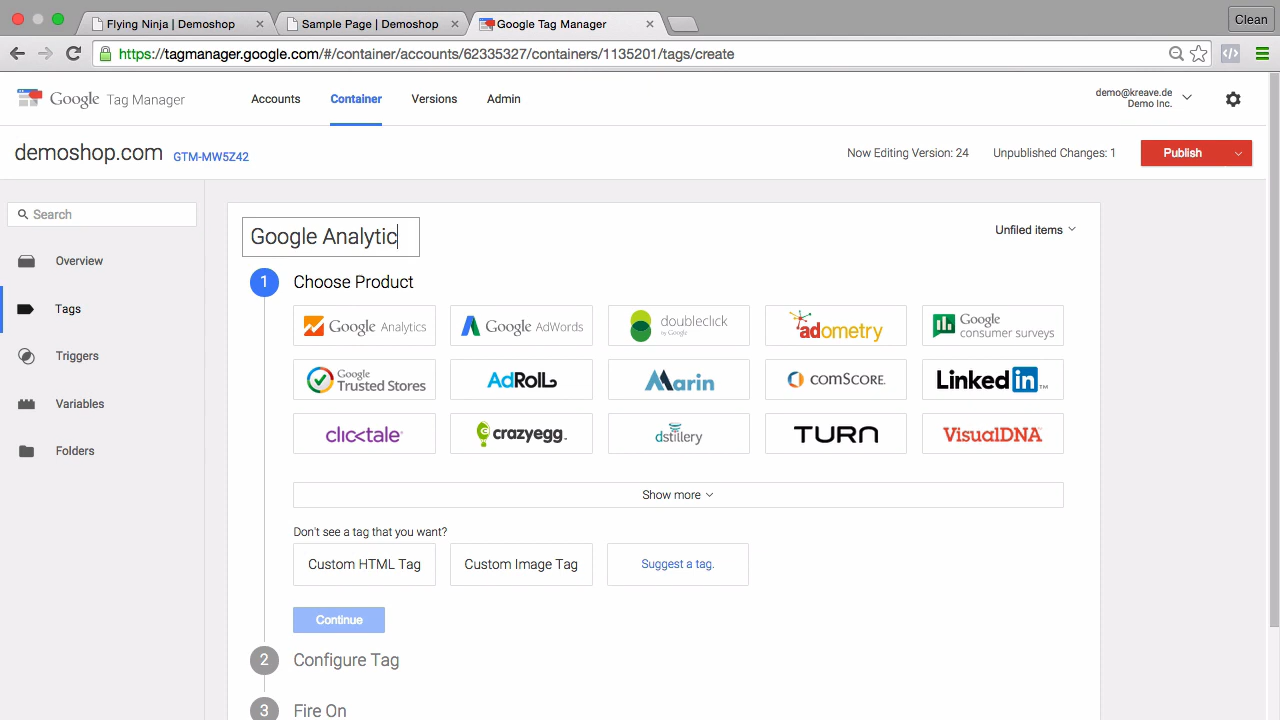 Flying Ninja | Demoshop
Sample Page | Demoshop
Google Tag Manager
Clean
https://tagmanager.google.com/#/container/accounts/62335327/containers/1135201/tags/create
Google Tag Manager
Accounts
Container
Versions
Admin
demo@kreave.de
Demo Inc.
demoshop.com GTM-MW5Z42
Now Editing Version: 24
Unpublished Changes: 1
Publish
Search
Overview
Tags
Triggers
Variables
Folders
Google Analytic
Unfiled items
1 Choose Product
Google Analytics
Google AdWords
doubleclick
by Google
adometry
Google
consumer surveys
Google
Trusted Stores
AdRoll
Marin
comScore.
LinkedIn™
clicktale
crazyegg
dstillery
TURN
VisualDNA
Show more
Don't see a tag that you want?
Custom HTML Tag
Custom Image Tag
Suggest a tag.
Continue
2 Configure Tag
3 Fire On